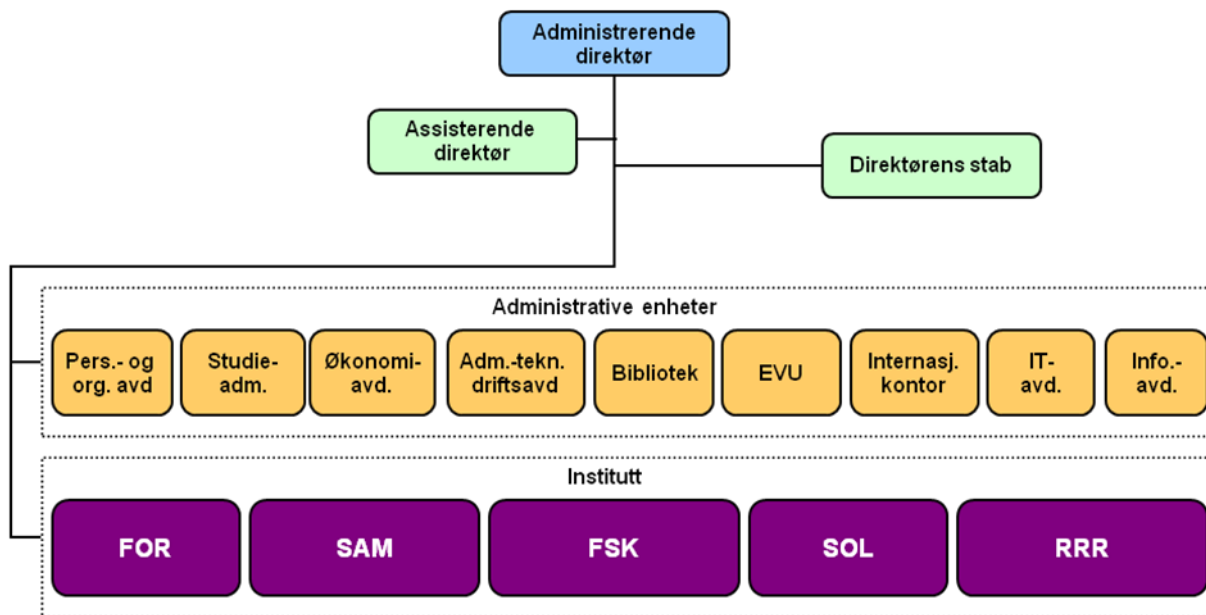 Administrerende
direktør
Assisterende
direktør
Direktørens stab
Administrative enheter
Pers.- og
org. avd
Studie-
adm.
Økonomi-
avd.
Adm.-tekn.
driftsavd
Bibliotek
EVU
Internasj.
kontor
IT-
avd.
Info.-
avd.
Institutt
FOR
SAM
FSK
SOL
RRR